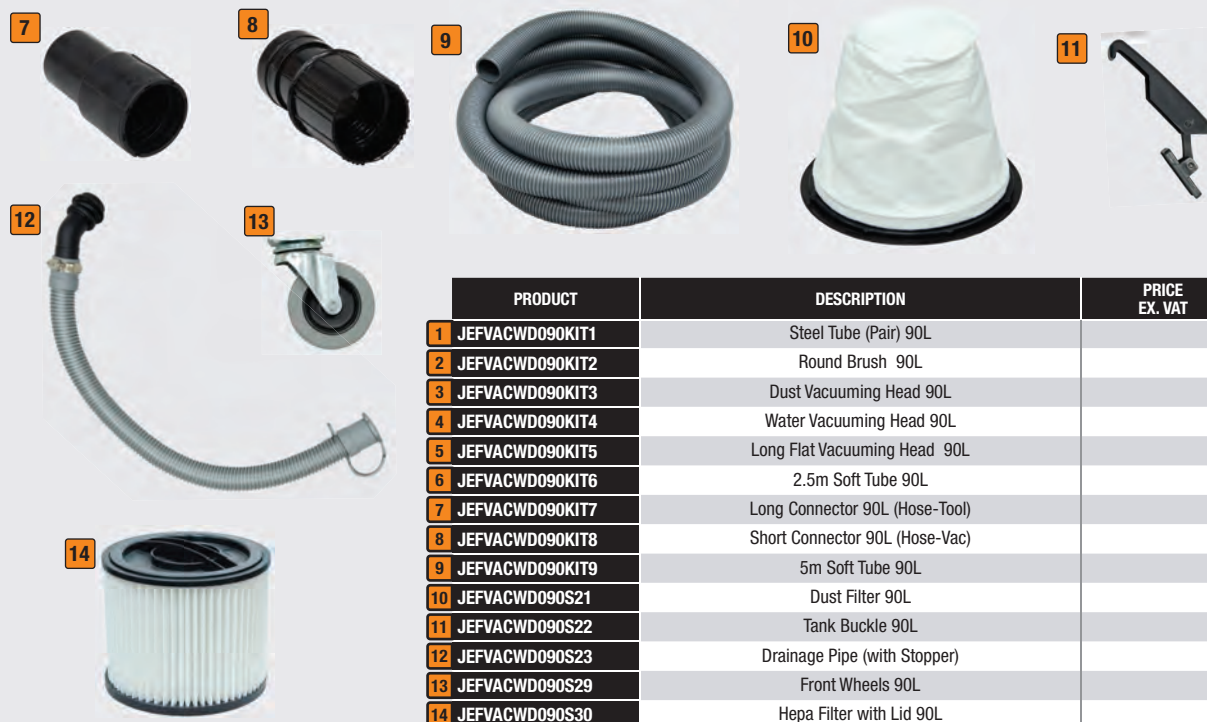 7
8
9
10
11
12
13
14
PRODUCT DESCRIPTION PRICE EX. VAT
1 JEFVACWD090KIT1 Steel Tube (Pair) 90L
2 JEFVACWD090KIT2 Round Brush 90L
3 JEFVACWD090KIT3 Dust Vacuuming Head 90L
4 JEFVACWD090KIT4 Water Vacuuming Head 90L
5 JEFVACWD090KIT5 Long Flat Vacuuming Head 90L
6 JEFVACWD090KIT6 2.5m Soft Tube 90L
7 JEFVACWD090KIT7 Long Connector 90L (Hose-Tool)
8 JEFVACWD090KIT8 Short Connector 90L (Hose-Vac)
9 JEFVACWD090KIT9 5m Soft Tube 90L
10 JEFVACWD090S21 Dust Filter 90L
11 JEFVACWD090S22 Tank Buckle 90L
12 JEFVACWD090S23 Drainage Pipe (with Stopper)
13 JEFVACWD090S29 Front Wheels 90L
14 JEFVACWD090S30 Hepa Filter with Lid 90L